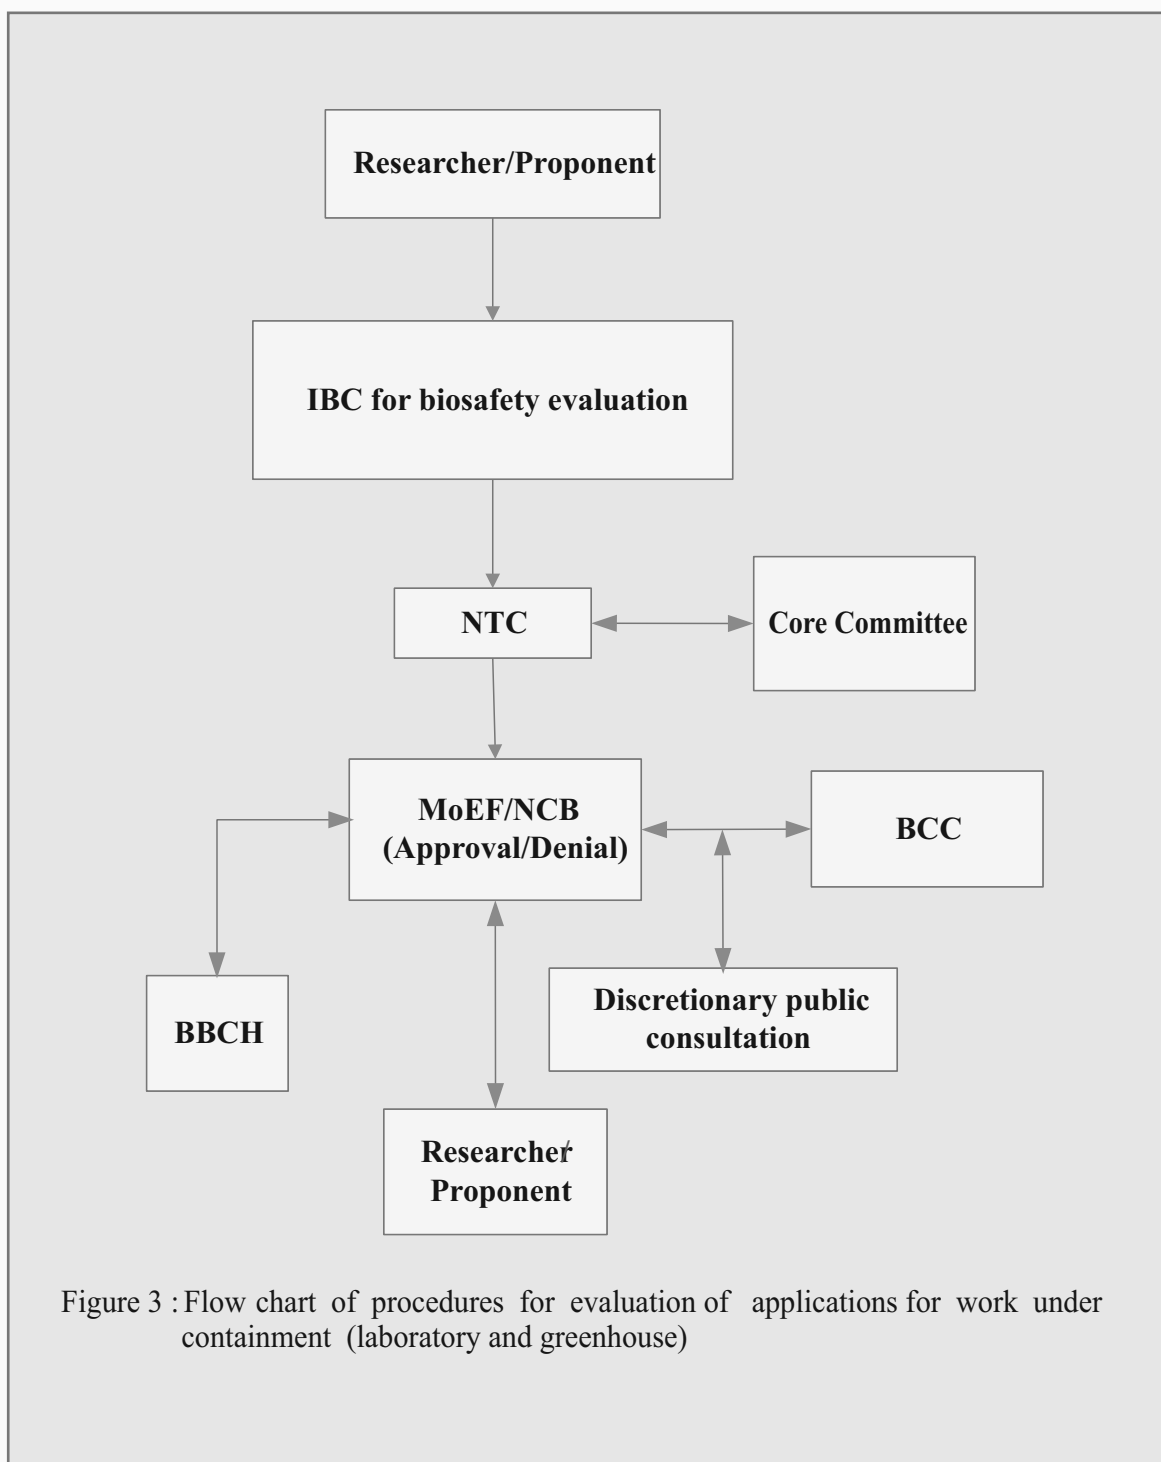 Researcher/Proponent
IBC for biosafety evaluation
NTC
Core Committee
MoEF/NCB
(Approval/Denial)
BCC
BBCH
Discretionary public
consultation
Researcher/
Proponent
Figure 3 : Flow chart of procedures for evaluation of applications for work under
containment (laboratory and greenhouse)